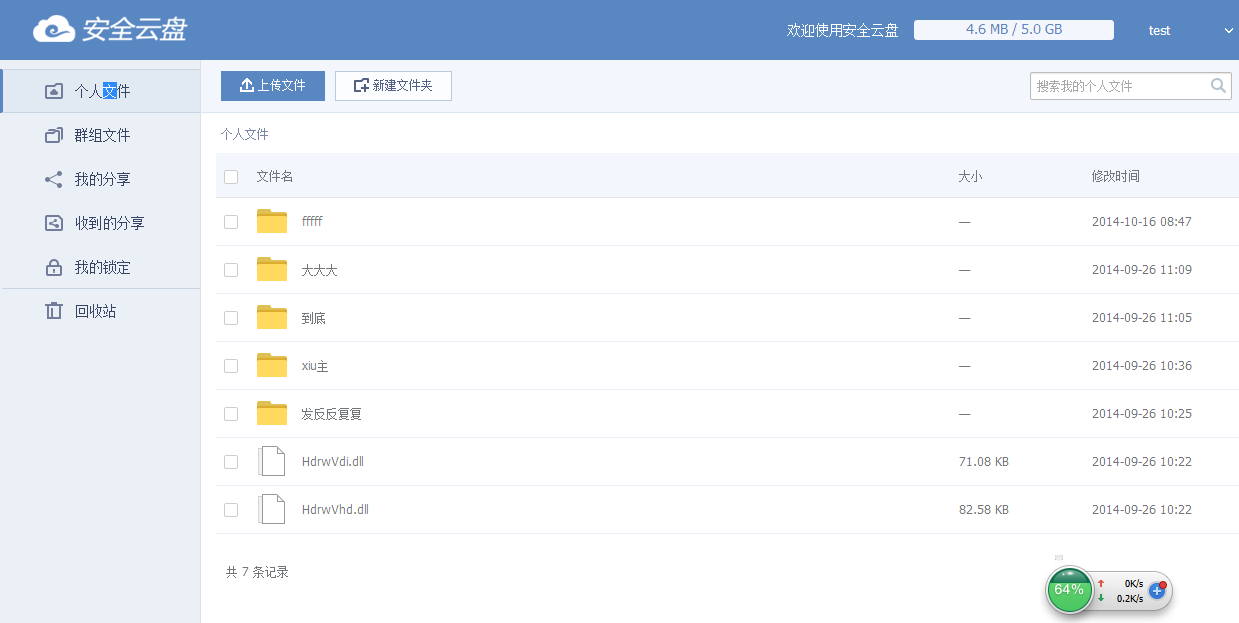 安全云盘
欢迎使用安全云盘 4.6 MB / 5.0 GB test
个人文件
群组文件
我的分享
收到的分享
我的锁定
回收站
上传文件 新建文件夹 搜索我的个人文件
个人文件
文件名 大小 修改时间
fffff — 2014-10-16 08:47
大大大 — 2014-09-26 11:09
到底 — 2014-09-26 11:05
xiu主 — 2014-09-26 10:36
发反反复复 — 2014-09-26 10:25
HdrwVdi.dll 71.08 KB 2014-09-26 10:22
HdrwVhd.dll 82.58 KB 2014-09-26 10:22
共 7 条记录
64% 0K/s
0.2K/s